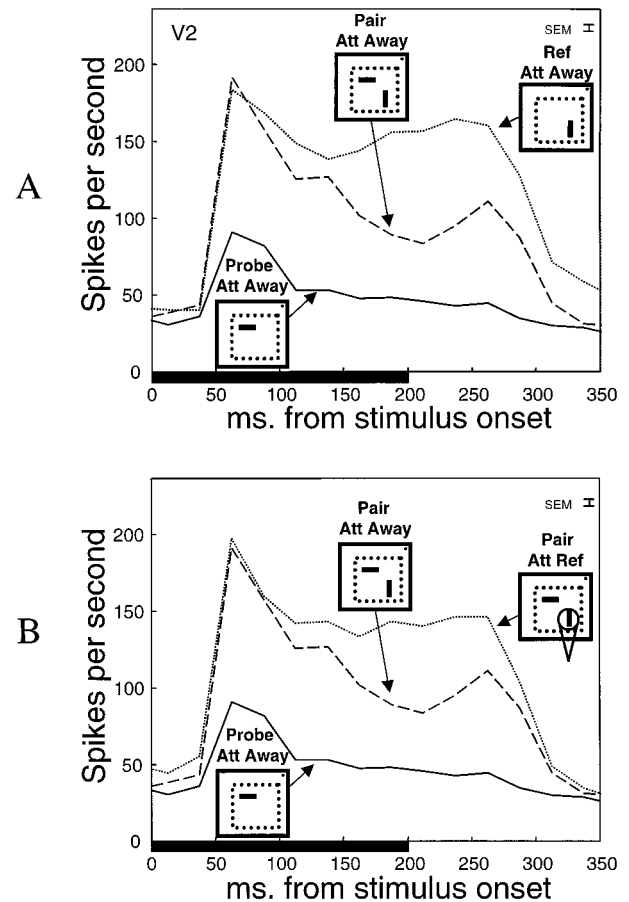 A
V2
Pair
Att Away
SEM
Ref
Att Away
Probe
Att Away
Spikes per second
200
150
100
50
0
0 50 100 150 200 250 300 350
ms. from stimulus onset
B
Pair
Att Away
SEM
Pair
Att Ref
Probe
Att Away
Spikes per second
200
150
100
50
0
0 50 100 150 200 250 300 350
ms. from stimulus onset